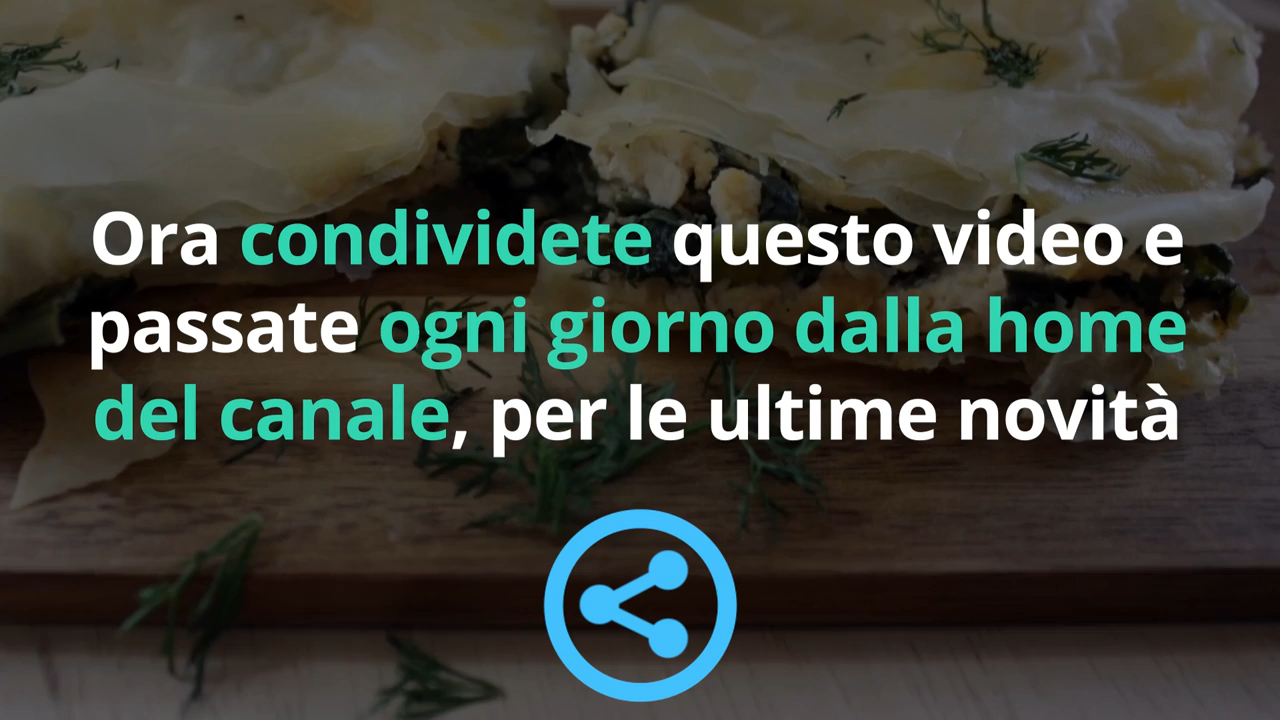 Ora condividete questo video e
passate ogni giorno dalla home
del canale, per le ultime novità